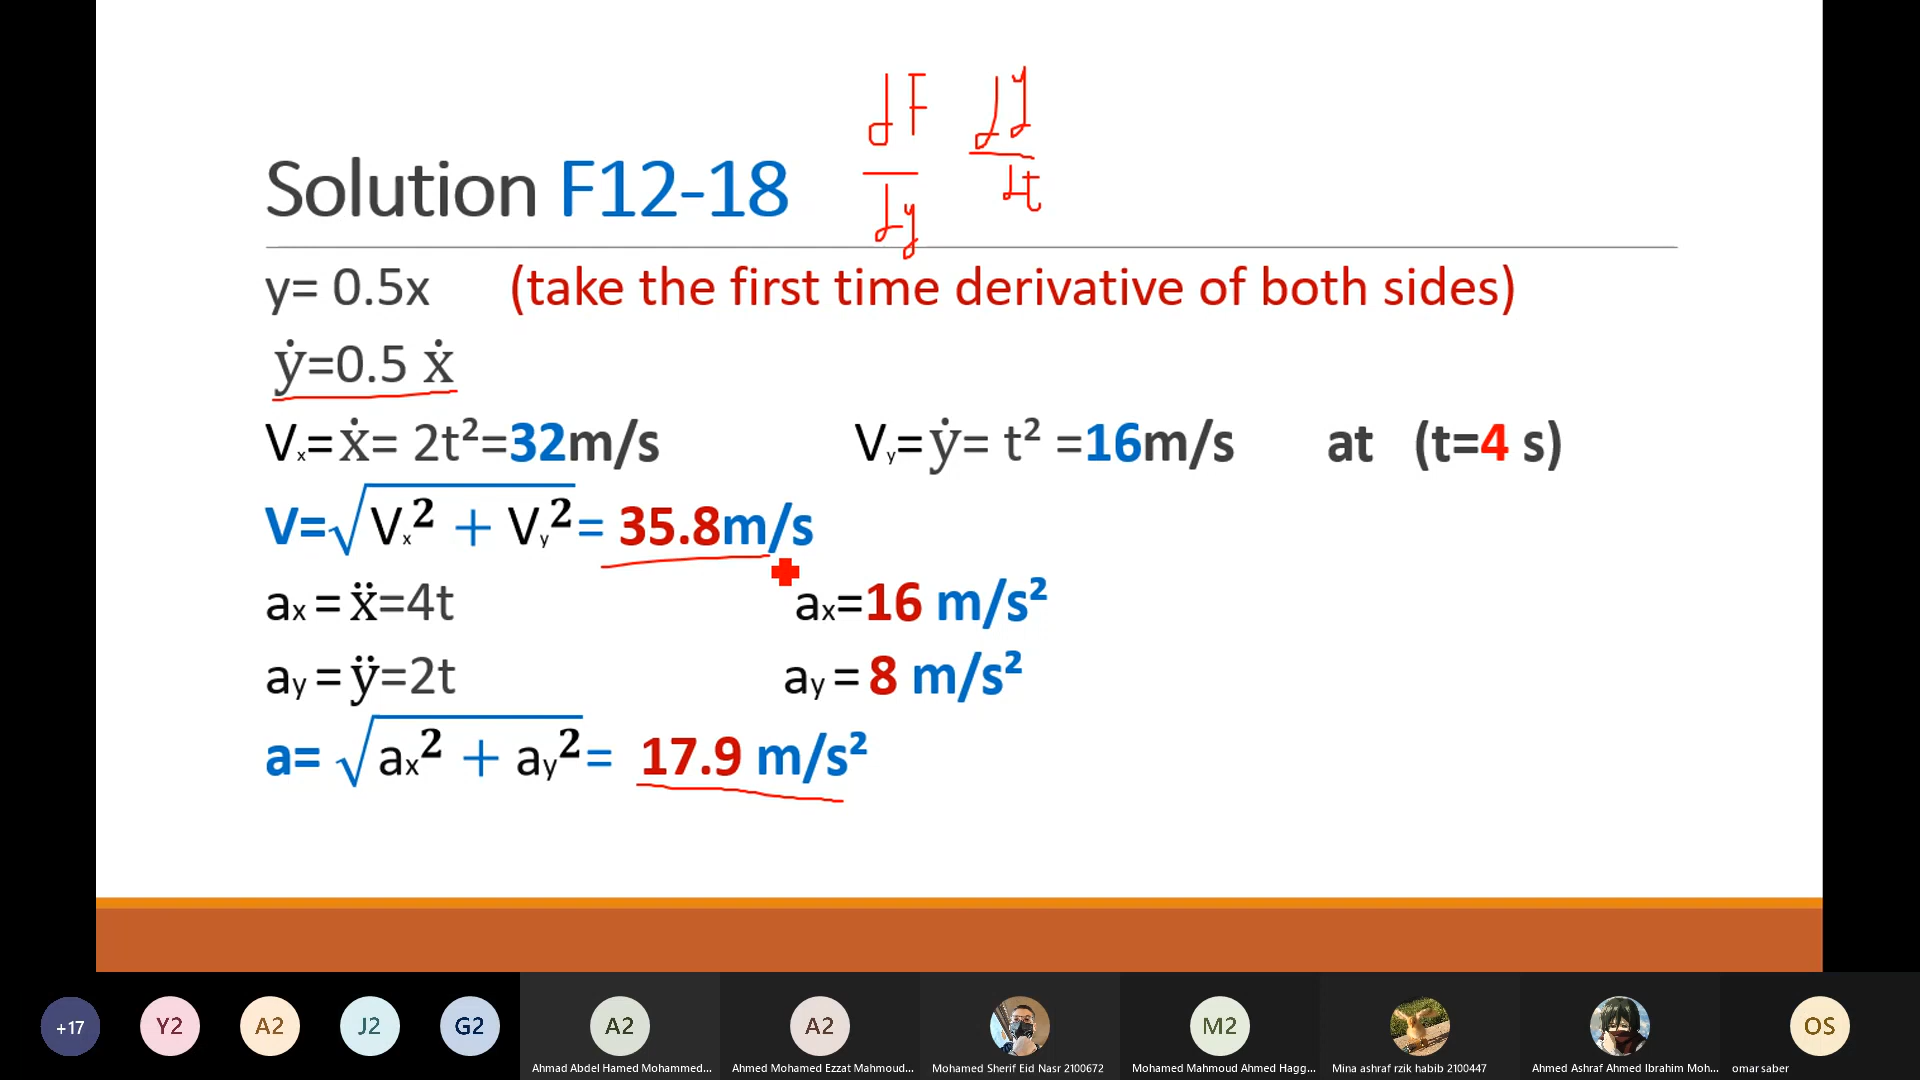 dF dy
dy dt
Solution F12-18
y= 0.5x (take the first time derivative of both sides)
ẏ=0.5 ẋ
Vₓ= ẋ= 2t²=32m/s Vy= ẏ= t² =16m/s at (t=4 s)
V=√Vₓ² + Vy² = 35.8m/s
ax = ẍ=4t ax=16 m/s²
ay = ÿ=2t ay = 8 m/s²
a= √ax² + ay² = 17.9 m/s²
+17 Y2 A2 J2 G2 A2 A2 M2 OS
Ahmad Abdel Hamed Mohammed... Ahmed Mohamed Ezzat Mahmoud... Mohamed Sherif Eid Nasr 2100672 Mohamed Mahmoud Ahmed Hagg... Mina ashraf rzik habib 2100447 Ahmed Ashraf Ahmed Ibrahim Moh... omar saber